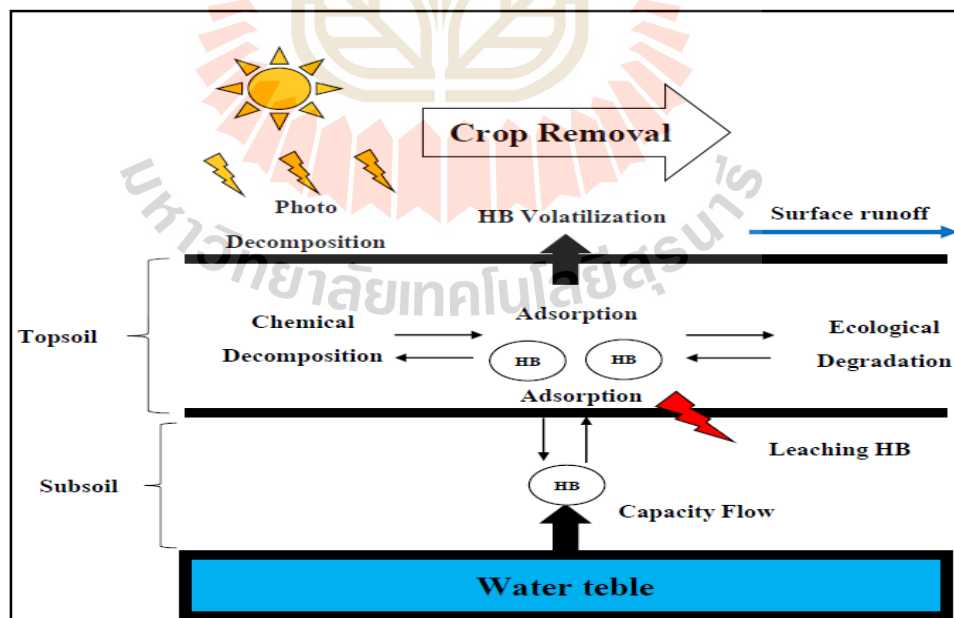 Crop Removal
Photo
Decomposition
HB Volatilization
Surface runoff
มหาวิทยาลัยเทคโนโลยีสุรนารี
Topsoil
Chemical
Decomposition
Adsorption
HB
HB
Adsorption
Ecological
Degradation
Leaching HB
Subsoil
HB
Capacity Flow
Water teble